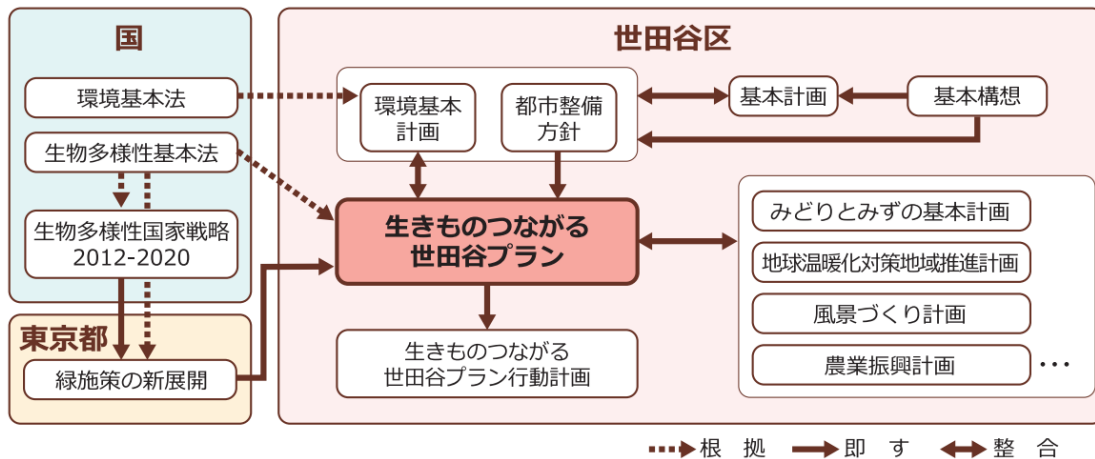 国
環境基本法
生物多様性基本法
生物多様性国家戦略
2012-2020
東京都
緑施策の新展開
世田谷区
環境基本
計画
都市整備
方針
基本計画
基本構想
生きものつながる
世田谷プラン
生きものつながる
世田谷プラン行動計画
みどりとみずの基本計画
地球温暖化対策地域推進計画
風景づくり計画
農業振興計画
…
根 拠
即 す
整 合